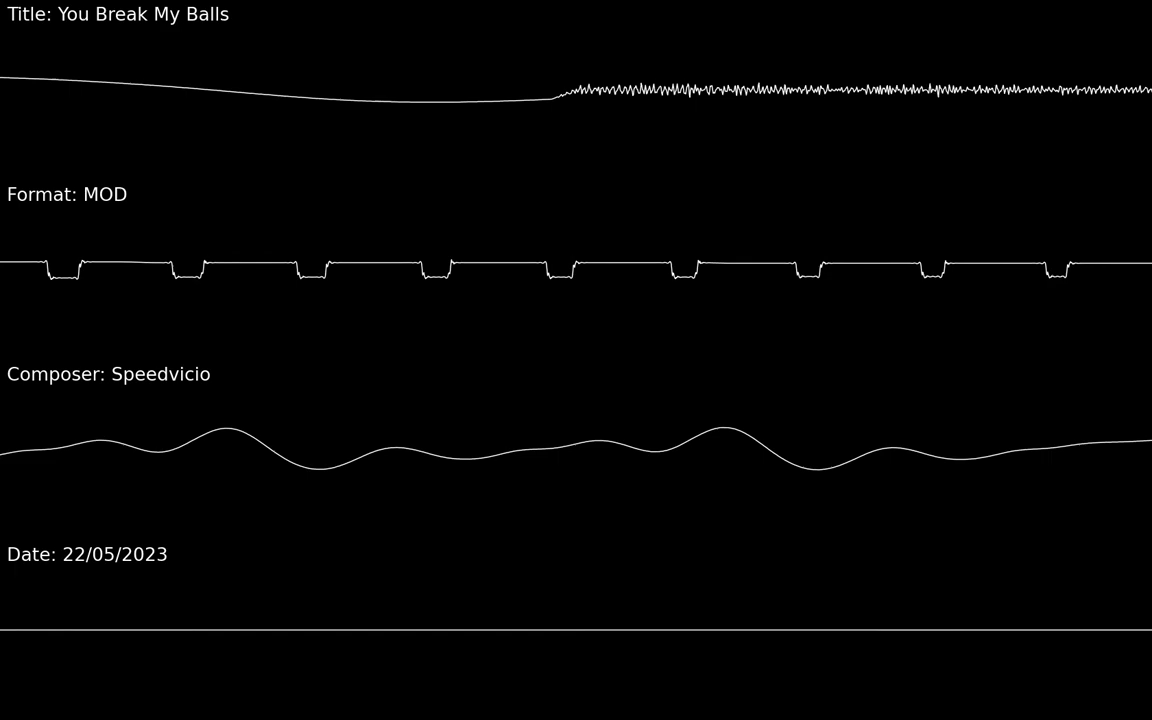 Title: You Break My Balls
Format: MOD
Composer: Speedvicio
Date: 22/05/2023